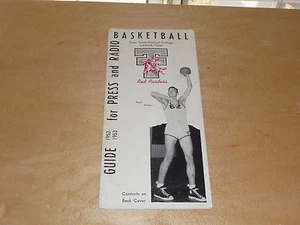 BASKETBALL
Texas Technological College
Lubbock, Texas
T
Red Raiders
GUIDE 1952-1953 for PRESS and RADIO
Contents on
Back Cover